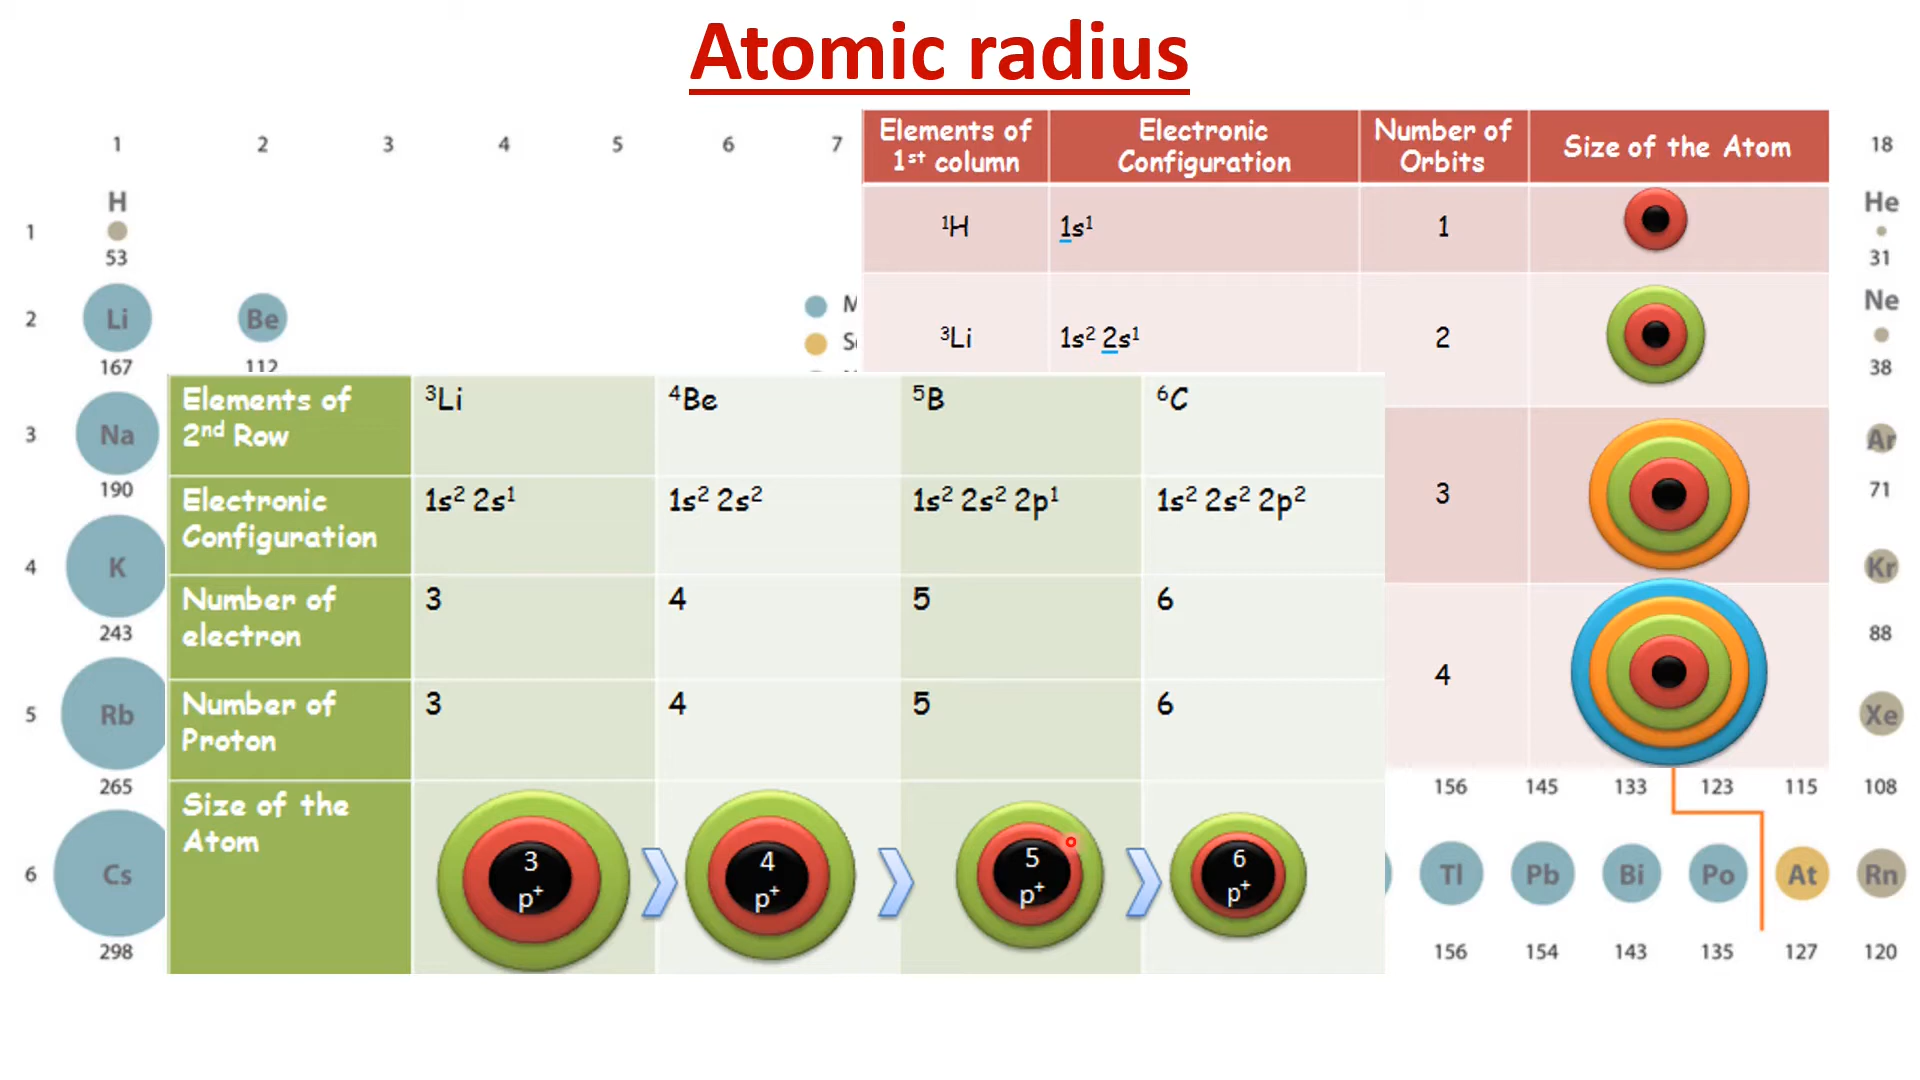 Atomic radius
1 2 3 4 5 6 7 18
Elements of 1st column
Electronic Configuration
Number of Orbits
Size of the Atom
1
H
53
He
31
¹H
1s¹
1
2
Li
167
Be
112
M
S
Ne
38
³Li
1s² 2s¹
2
3
Na
190
Ar
71
3
4
K
243
Kr
88
4
5
Rb
265
Xe
156 145 133 123 115 108
6
Cs
298
Tl Pb Bi Po At Rn
156 154 143 135 127 120
Elements of 2nd Row
³Li ⁴Be ⁵B ⁶C
Electronic Configuration
1s² 2s¹ 1s² 2s² 1s² 2s² 2p¹ 1s² 2s² 2p²
Number of electron
3 4 5 6
Number of Proton
3 4 5 6
Size of the Atom
3 p⁺ 4 p⁺ 5 p⁺ 6 p⁺